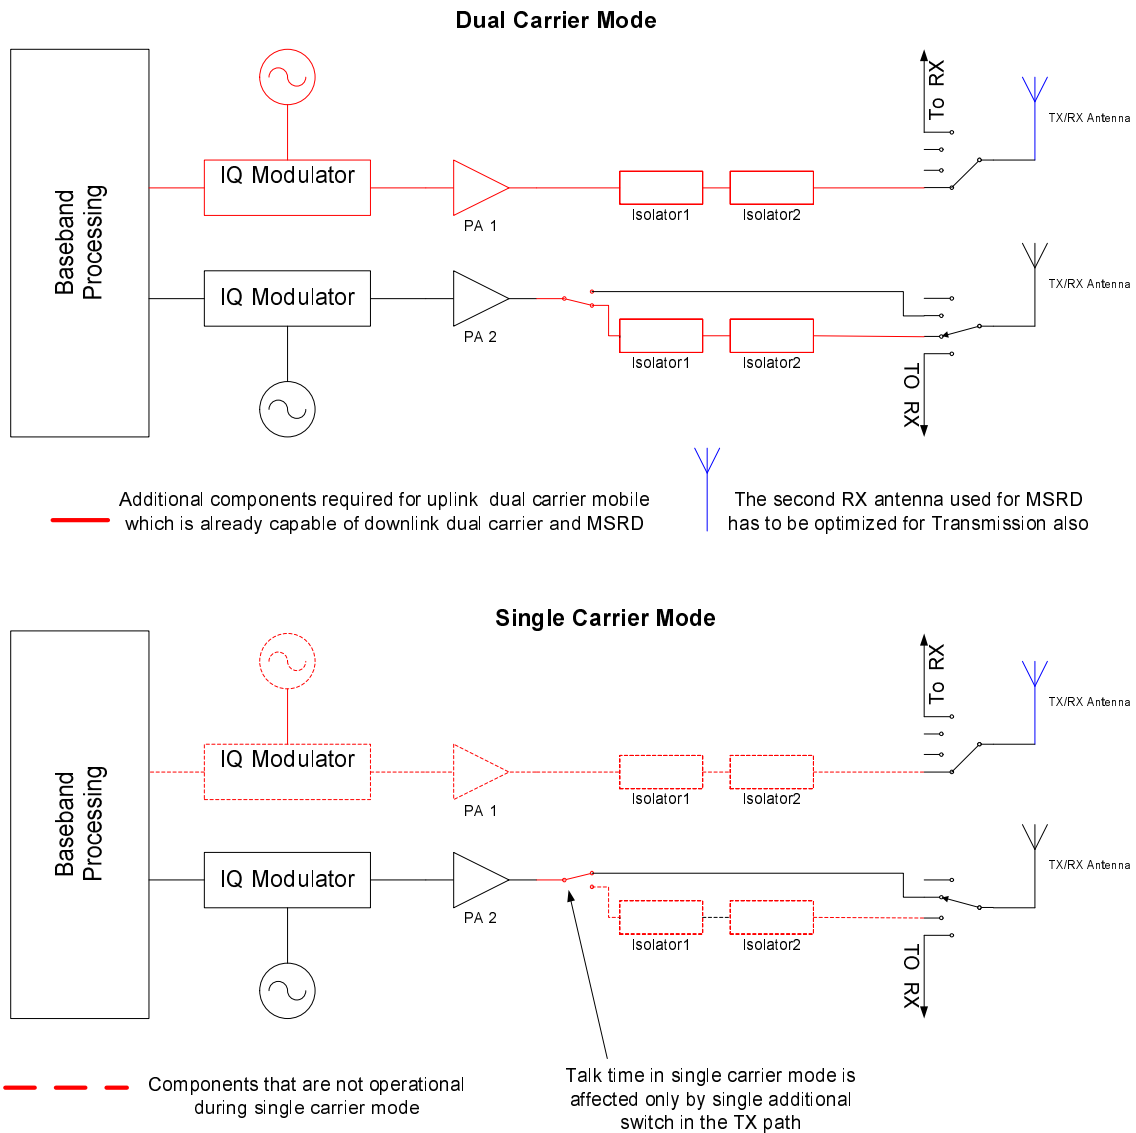 Dual Carrier Mode
To RX
TX/RX Antenna
IQ Modulator
PA 1
Isolator1
Isolator2
Baseband
Processing
IQ Modulator
PA 2
Isolator1
Isolator2
TX/RX Antenna
TO RX
Additional components required for uplink dual carrier mobile
which is already capable of downlink dual carrier and MSRD
The second RX antenna used for MSRD
has to be optimized for Transmission also
Single Carrier Mode
To RX
TX/RX Antenna
IQ Modulator
PA 1
Isolator1
Isolator2
Baseband
Processing
IQ Modulator
PA 2
Isolator1
Isolator2
TX/RX Antenna
TO RX
Components that are not operational
during single carrier mode
Talk time in single carrier mode is
affected only by single additional
switch in the TX path